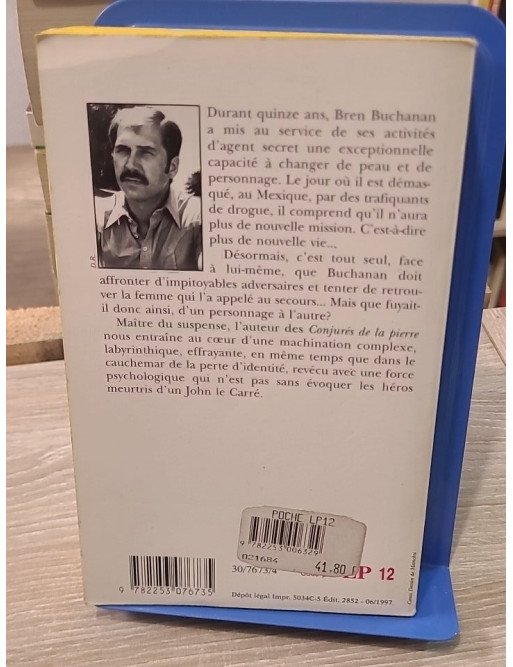 Durant quinze ans, Bren Buchanan
a mis au service de ses activités
d'agent secret une exceptionnelle
capacité à changer de peau et de
personnage. Le jour où il est démas-
qué, au Mexique, par des trafiquants
de drogue, il comprend qu'il n'aura
plus de nouvelle mission. C'est-à-dire
plus de nouvelle vie...
Désormais, c'est tout seul, face
à lui-même, que Buchanan doit
affronter d'impitoyables adversaires et tenter de retrou-
ver la femme qui l'a appelé au secours... Mais que fuyait-
il donc ainsi, d'un personnage à l'autre?
Maître du suspense, l'auteur des Conjurés de la pierre
nous entraîne au cœur d'une machination complexe,
labyrinthique, effrayante, en même temps que dans le
cauchemar de la perte d'identité, revécu avec une force
psychologique qui n'est pas sans évoquer les héros
meurtris d'un John le Carré.
D.R.
POCHE LP12
9 782253 006329
021684
41.80 F
30/7673/4
LP 12
9 782253 076735
Dépôt légal Impr. 5034C-5 Édit. 2852 - 06/1997